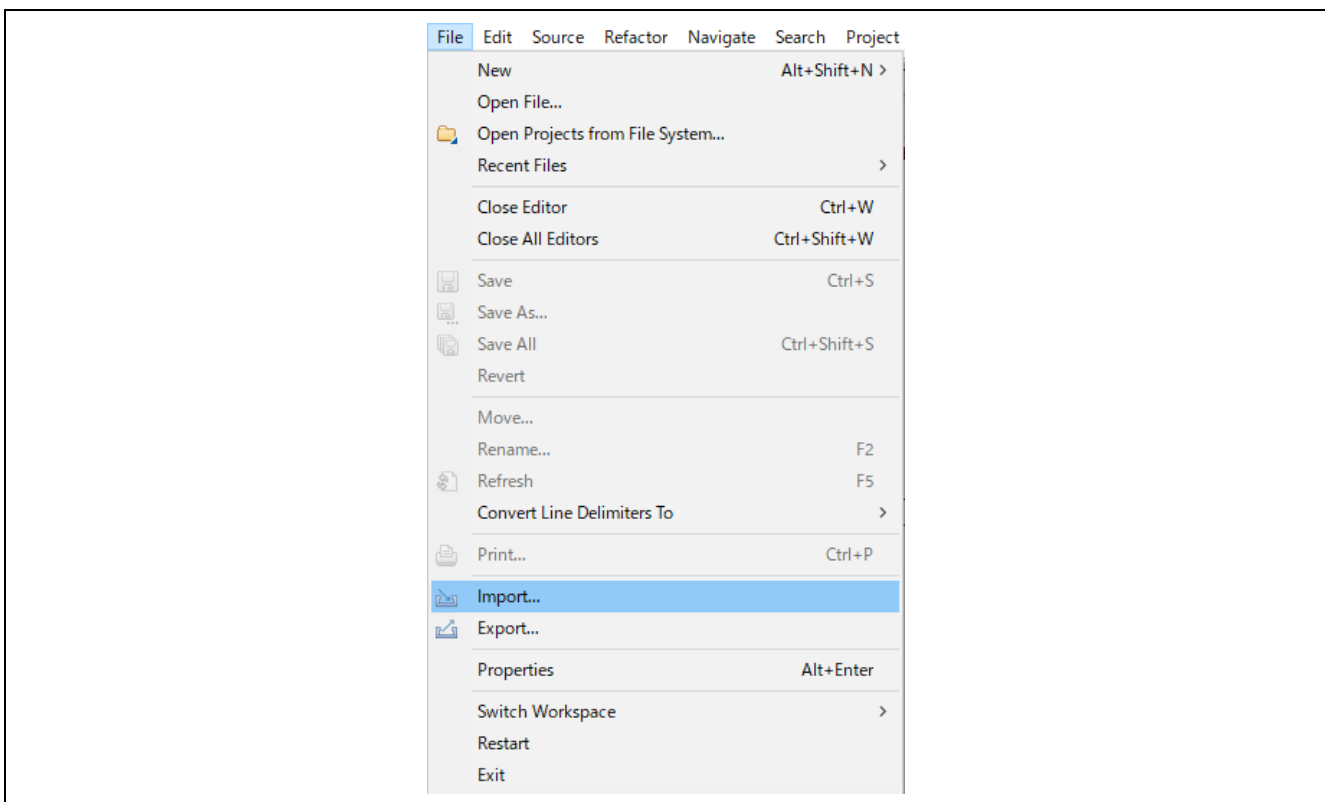 File Edit Source Refactor Navigate Search Project
New Alt+Shift+N >
Open File...
Open Projects from File System...
Recent Files >
Close Editor Ctrl+W
Close All Editors Ctrl+Shift+W
Save Ctrl+S
Save As...
Save All Ctrl+Shift+S
Revert
Move...
Rename... F2
Refresh F5
Convert Line Delimiters To >
Print... Ctrl+P
Import...
Export...
Properties Alt+Enter
Switch Workspace >
Restart
Exit